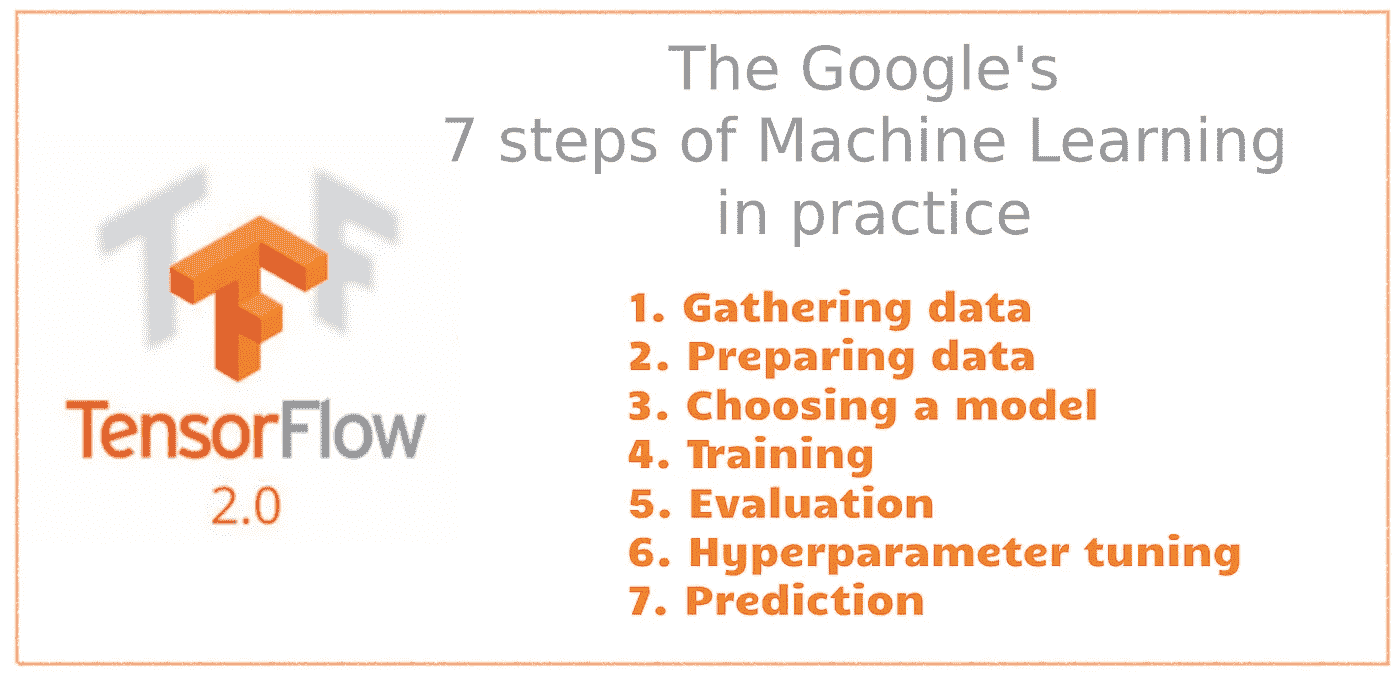 The Google's
7 steps of Machine Learning
in practice
TensorFlow
2.0
1. Gathering data
2. Preparing data
3. Choosing a model
4. Training
5. Evaluation
6. Hyperparameter tuning
7. Prediction